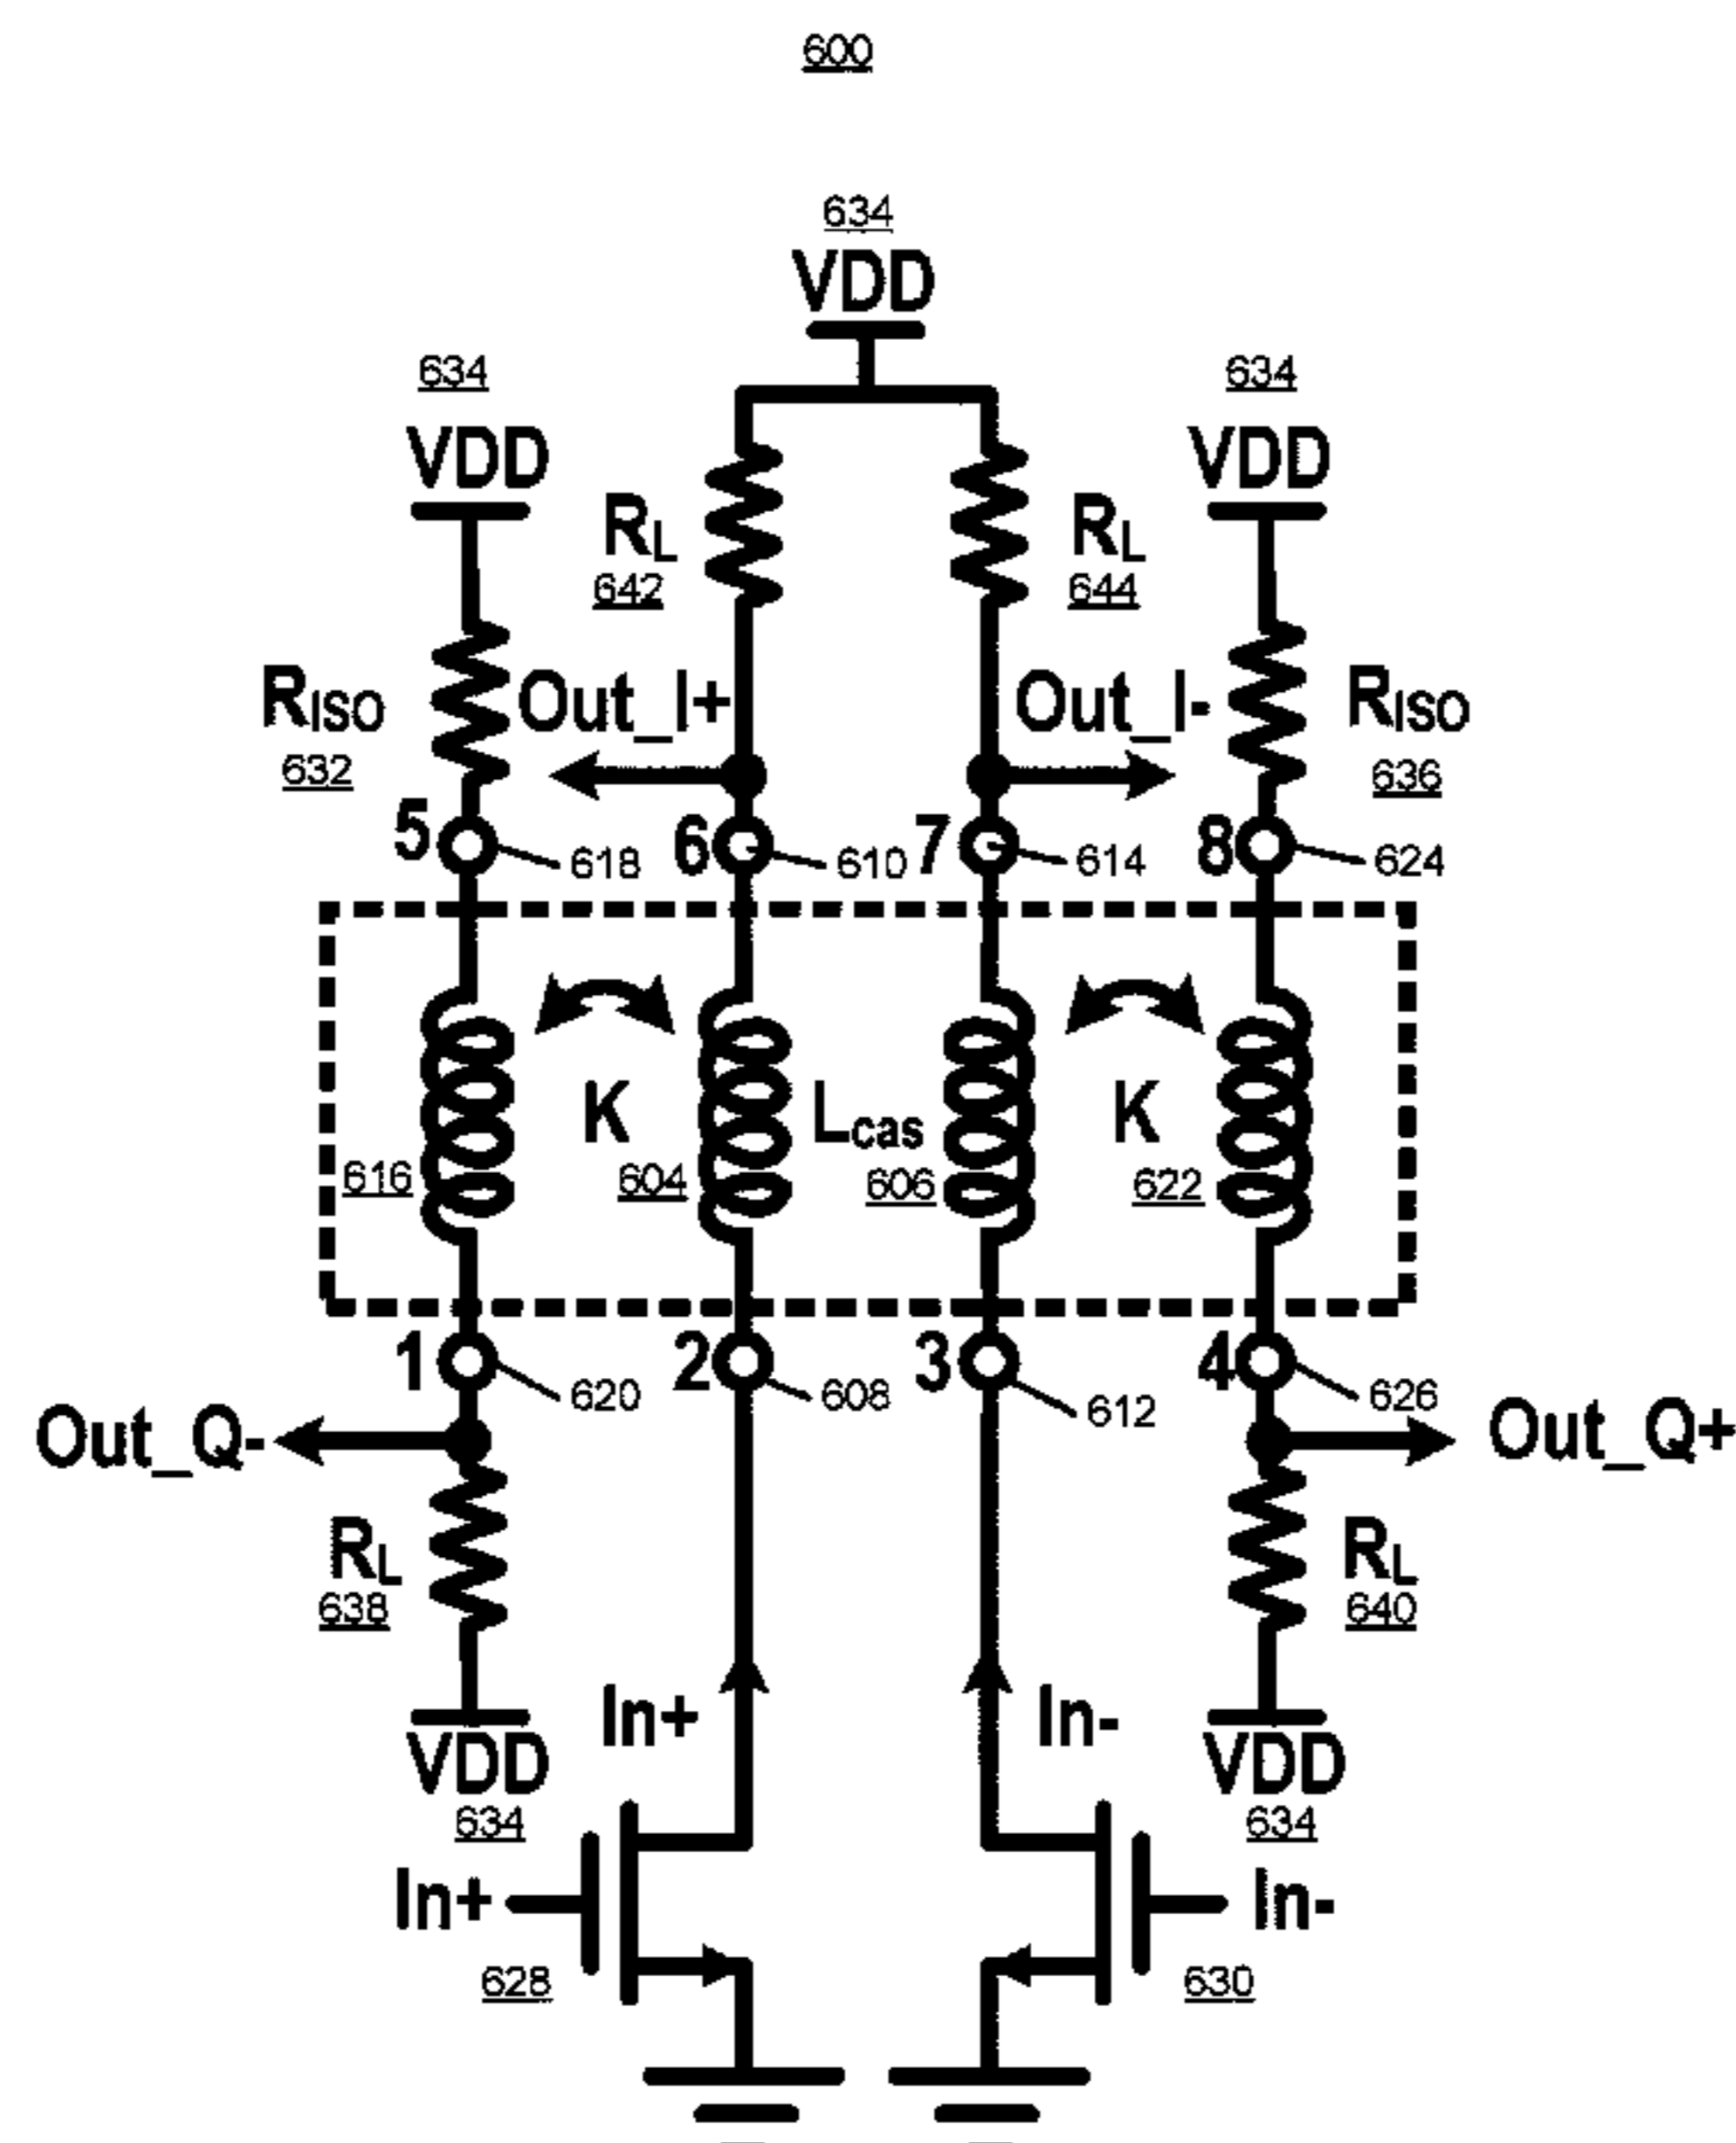 600
634
VDD
634
634
VDD
VDD
RL
642
RL
644
RISO
632
Out_I+
Out_I-
RISO
636
5
618
6
610
7
614
8
624
K
Lcas
K
616
604
606
622
1
620
2
608
3
612
4
626
Out_Q-
Out_Q+
RL
638
RL
640
In+
In-
VDD
634
VDD
634
In+
In-
628
630